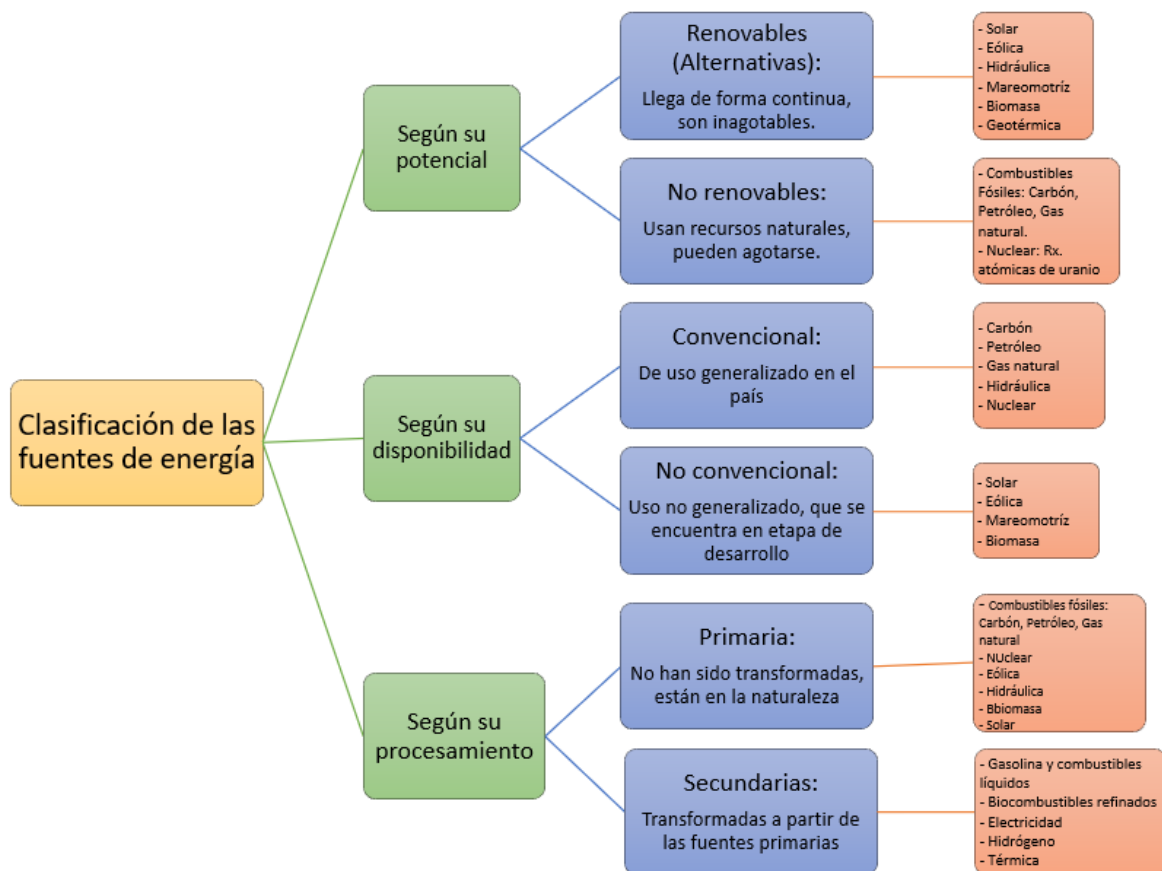 Clasificación de las
fuentes de energía
Según su
potencial
Renovables
(Alternativas):
Llega de forma continua,
son inagotables.
- Solar
- Eólica
- Hidráulica
- Mareomotríz
- Biomasa
- Geotérmica
No renovables:
Usan recursos naturales,
pueden agotarse.
- Combustibles
Fósiles: Carbón,
Petróleo, Gas
natural.
- Nuclear: Rx.
atómicas de uranio
Según su
disponibilidad
Convencional:
De uso generalizado en el
país
- Carbón
- Petróleo
- Gas natural
- Hidráulica
- Nuclear
No convencional:
Uso no generalizado, que se
encuentra en etapa de
desarrollo
- Solar
- Eólica
- Mareomotríz
- Biomasa
Según su
procesamiento
Primaria:
No han sido transformadas,
están en la naturaleza
- Combustibles fósiles:
Carbón, Petróleo, Gas
natural
- NUclear
- Eólica
- Hidráulica
- Bbiomasa
- Solar
Secundarias:
Transformadas a partir de
las fuentes primarias
- Gasolina y combustibles
líquidos
- Biocombustibles refinados
- Electricidad
- Hidrógeno
- Térmica